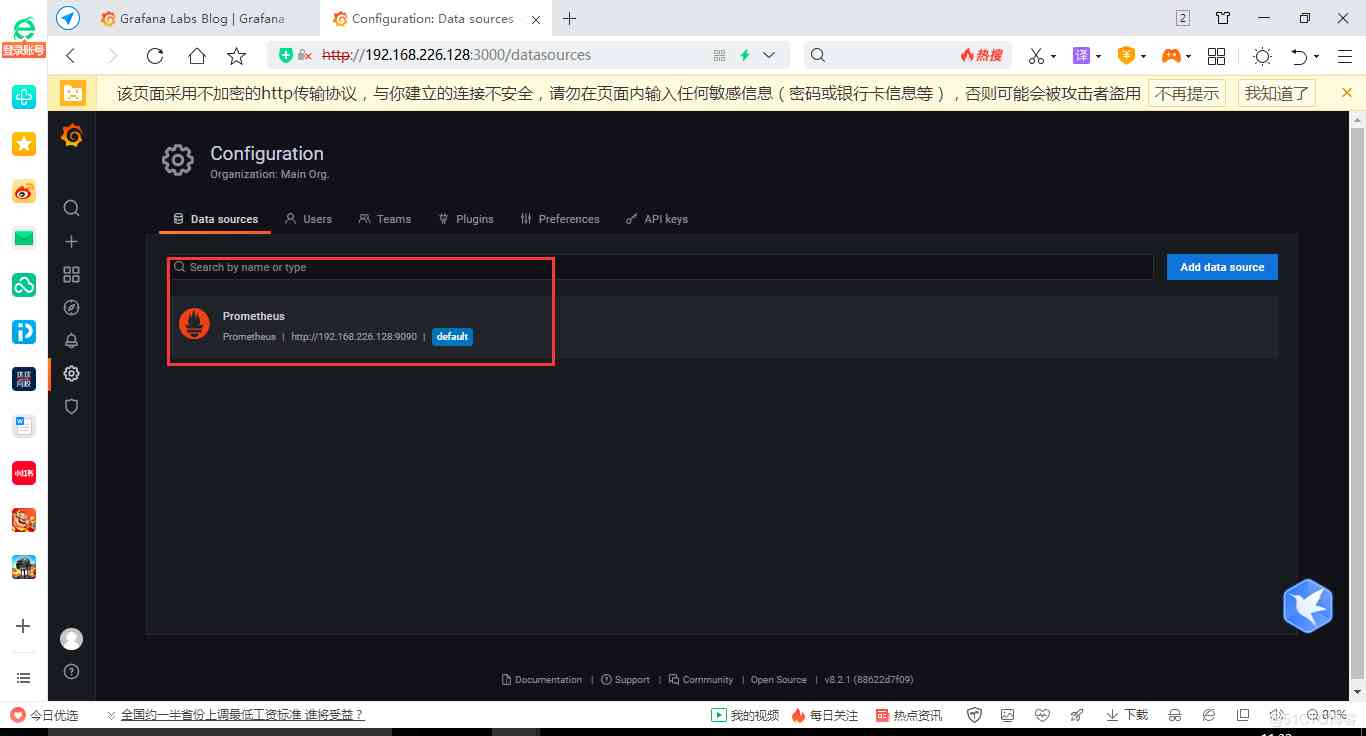 Grafana Labs Blog | Grafana
Configuration: Data sources
2
登录账号
http://192.168.226.128:3000/datasources
热搜
译
该页面采用不加密的http传输协议，与你建立的连接不安全，请勿在页面内输入任何敏感信息（密码或银行卡信息等），否则可能会被攻击者盗用
不再提示
我知道了
Configuration
Organization: Main Org.
Data sources
Users
Teams
Plugins
Preferences
API keys
Search by name or type
Add data source
Prometheus
Prometheus | http://192.168.226.128:9090 | default
小红书
Documentation | Support | Community | Open Source | v8.2.1 (88622d7f09)
今日优选
全国约一半省份上调最低工资标准 谁将受益？
我的视频
每日关注
热点资讯
下载
80%